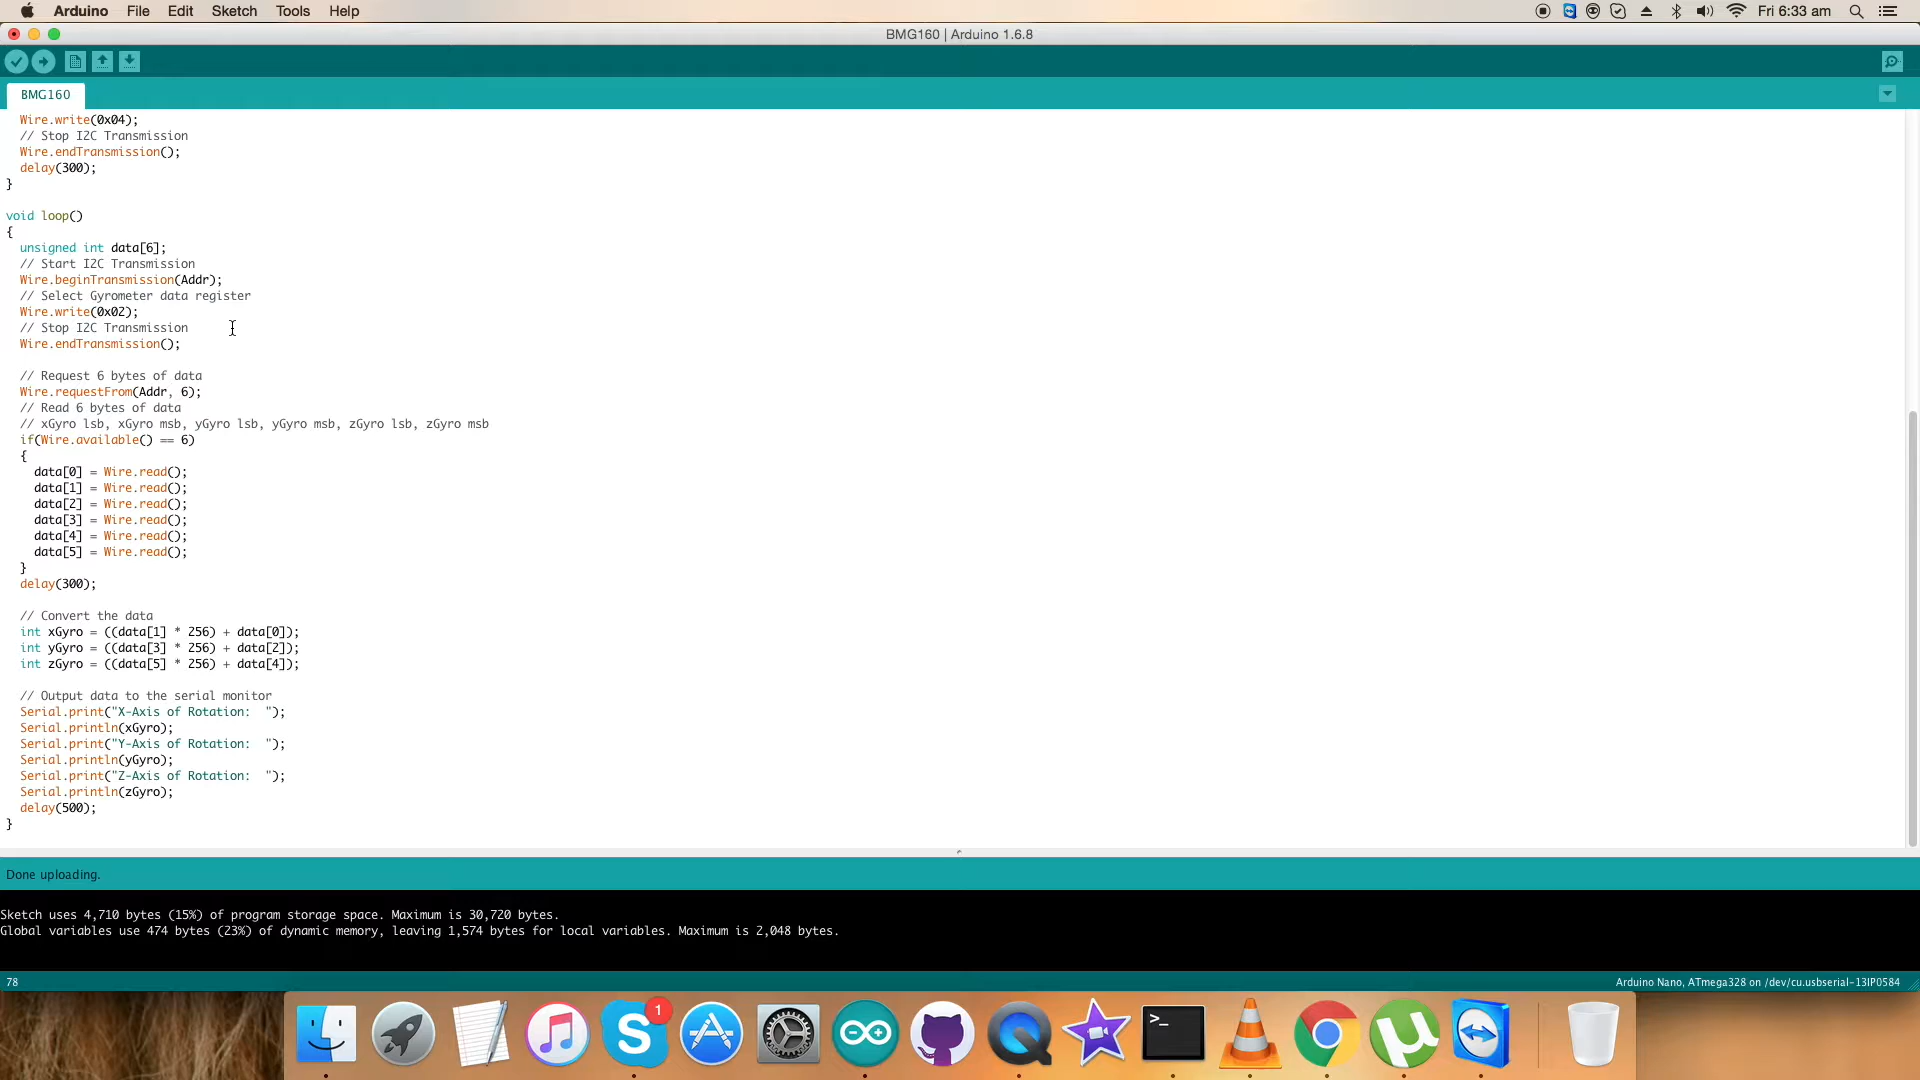 Arduino File Edit Sketch Tools Help Fri 6:33 am
BMG160 | Arduino 1.6.8
BMG160
Wire.write(0x04);
// Stop I2C Transmission
Wire.endTransmission();
delay(300);
}
void loop()
{
unsigned int data[6];
// Start I2C Transmission
Wire.beginTransmission(Addr);
// Select Gyrometer data register
Wire.write(0x02);
// Stop I2C Transmission
Wire.endTransmission();
// Request 6 bytes of data
Wire.requestFrom(Addr, 6);
// Read 6 bytes of data
// xGyro lsb, xGyro msb, yGyro lsb, yGyro msb, zGyro lsb, zGyro msb
if(Wire.available() == 6)
{
data[0] = Wire.read();
data[1] = Wire.read();
data[2] = Wire.read();
data[3] = Wire.read();
data[4] = Wire.read();
data[5] = Wire.read();
}
delay(300);
// Convert the data
int xGyro = ((data[1] * 256) + data[0]);
int yGyro = ((data[3] * 256) + data[2]);
int zGyro = ((data[5] * 256) + data[4]);
// Output data to the serial monitor
Serial.print("X-Axis of Rotation:  ");
Serial.println(xGyro);
Serial.print("Y-Axis of Rotation:  ");
Serial.println(yGyro);
Serial.print("Z-Axis of Rotation:  ");
Serial.println(zGyro);
delay(500);
}
Done uploading.
Sketch uses 4,710 bytes (15%) of program storage space. Maximum is 30,720 bytes.
Global variables use 474 bytes (23%) of dynamic memory, leaving 1,574 bytes for local variables. Maximum is 2,048 bytes.
78 Arduino Nano, ATmega328 on /dev/cu.usbserial-13IP0584
1